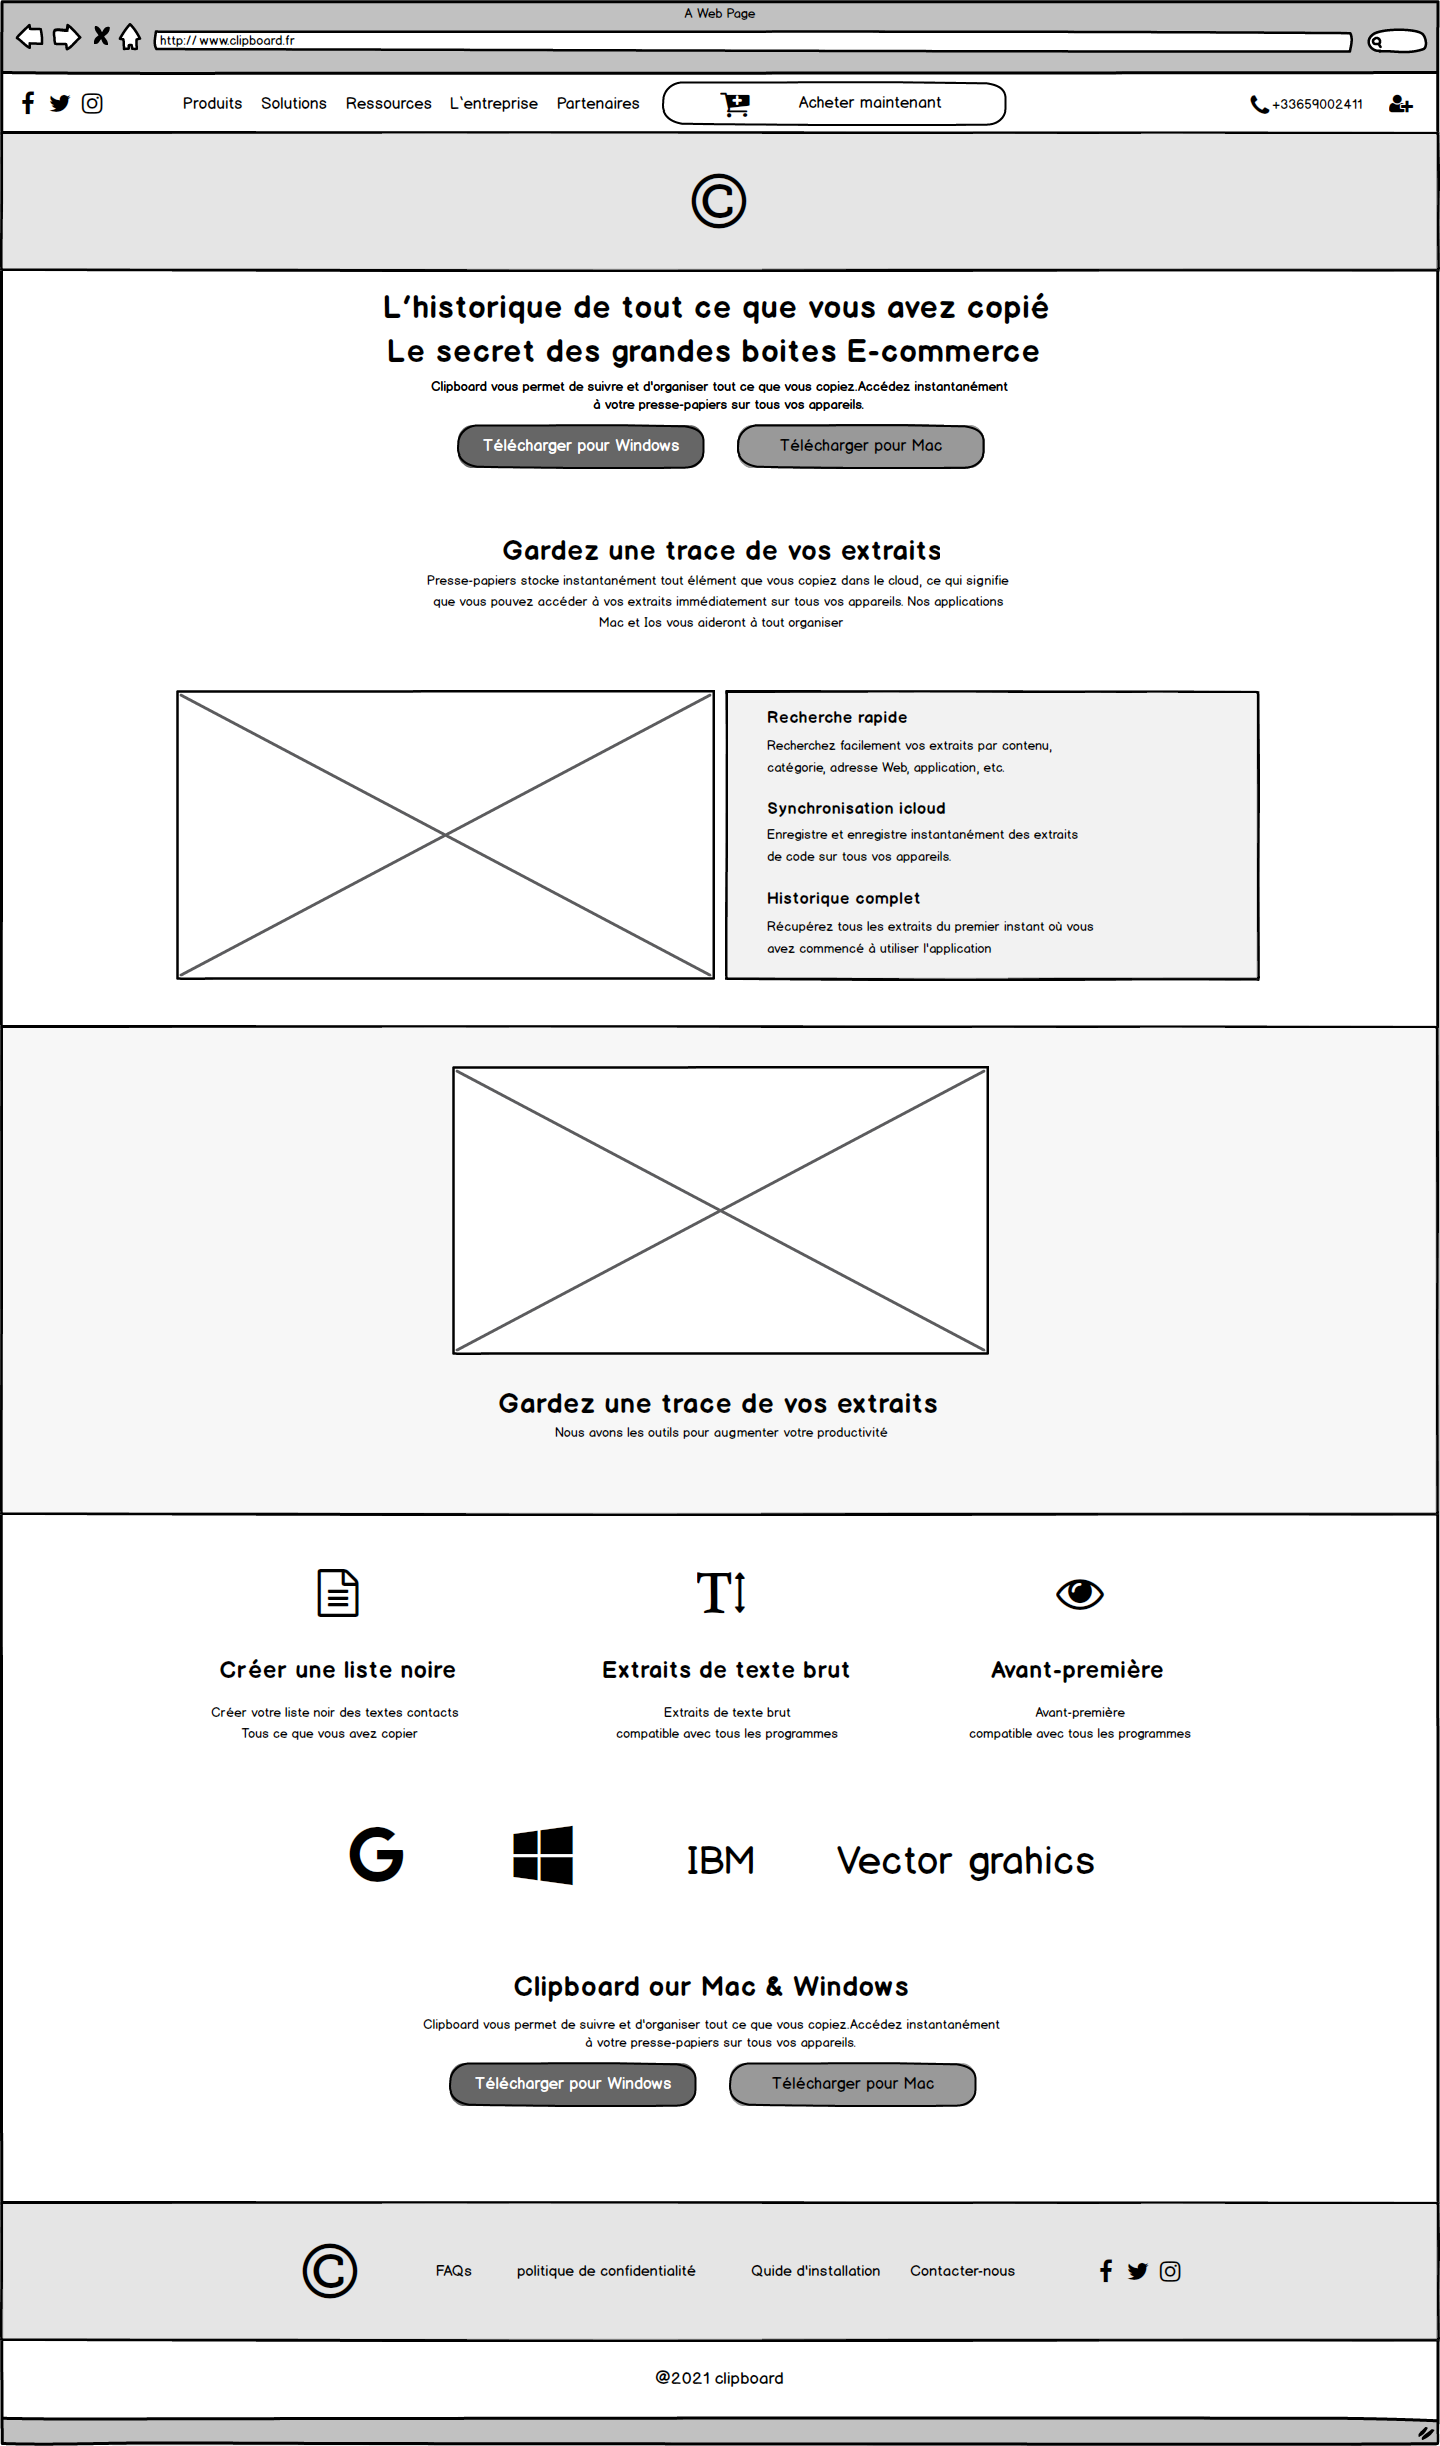 A Web Page
http:// www.clipboard.fr
Produits Solutions Ressources L`entreprise Partenaires Acheter maintenant +33659002411
©
L’historique de tout ce que vous avez copié
Le secret des grandes boites E-commerce
Clipboard vous permet de suivre et d'organiser tout ce que vous copiez.Accédez instantanément
à votre presse-papiers sur tous vos appareils.
Télécharger pour Windows Télécharger pour Mac
Gardez une trace de vos extraits
Presse-papiers stocke instantanément tout élément que vous copiez dans le cloud, ce qui signifie
que vous pouvez accéder à vos extraits immédiatement sur tous vos appareils. Nos applications
Mac et Ios vous aideront à tout organiser
Recherche rapide
Recherchez facilement vos extraits par contenu,
catégorie, adresse Web, application, etc.
Synchronisation icloud
Enregistre et enregistre instantanément des extraits
de code sur tous vos appareils.
Historique complet
Récupérez tous les extraits du premier instant où vous
avez commencé à utiliser l'application
Gardez une trace de vos extraits
Nous avons les outils pour augmenter votre productivité
Créer une liste noire
Créer votre liste noir des textes contacts
Tous ce que vous avez copier
Extraits de texte brut
Extraits de texte brut
compatible avec tous les programmes
Avant-première
Avant-première
compatible avec tous les programmes
G IBM Vector grahics
Clipboard our Mac & Windows
Clipboard vous permet de suivre et d'organiser tout ce que vous copiez.Accédez instantanément
à votre presse-papiers sur tous vos appareils.
Télécharger pour Windows Télécharger pour Mac
© FAQs politique de confidentialité Quide d'installation Contacter-nous
@2021 clipboard